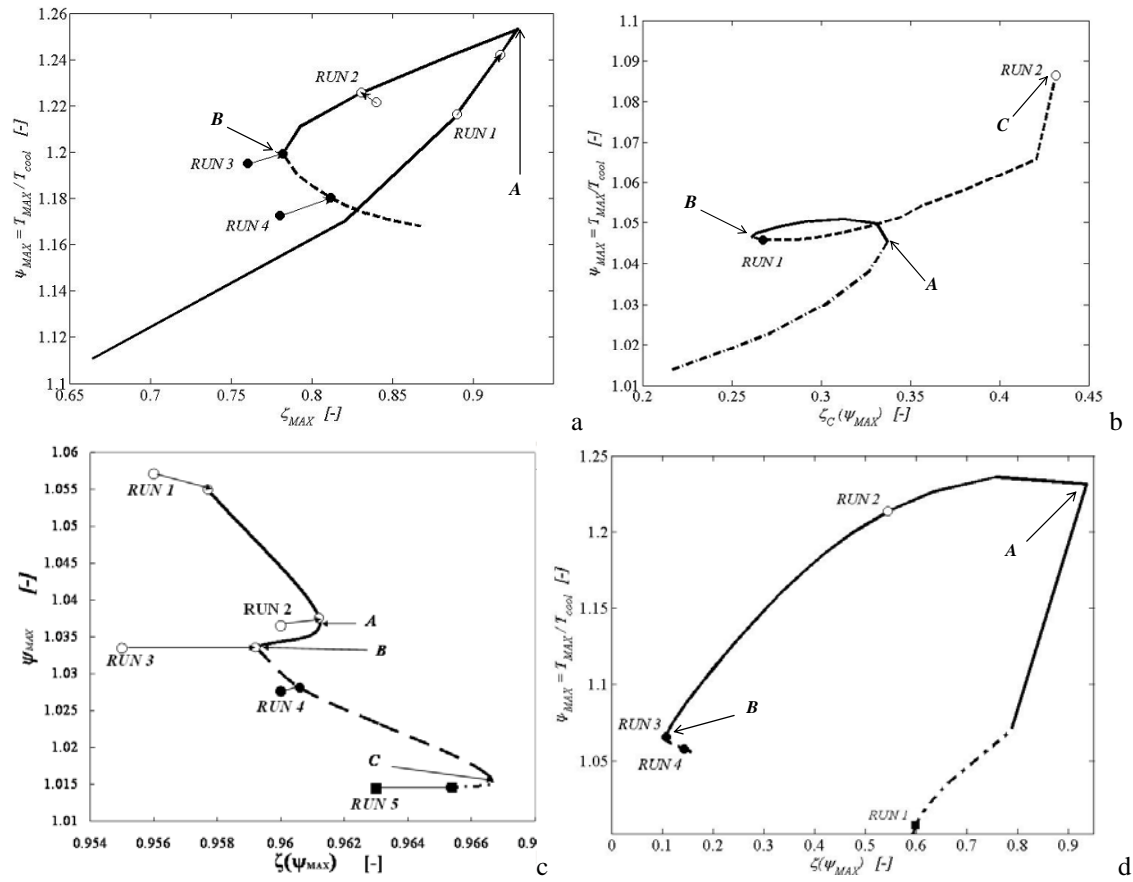 1.26
1.24
1.22
1.2
1.18
1.16
1.14
1.12
1.1
ψMAX = TMAX / Tcool [-]
RUN 2
B
RUN 3
RUN 4
RUN 1
A
0.65 0.7 0.75 0.8 0.85 0.9
ζMAX [-]
a
1.1
1.09
1.08
1.07
1.06
1.05
1.04
1.03
1.02
1.01
ψMAX = TMAX/Tcool [-]
RUN 2
C
B
RUN 1
A
0.2 0.25 0.3 0.35 0.4 0.45
ζC(ψMAX) [-]
b
1.06
1.055
1.05
1.045
1.04
1.035
1.03
1.025
1.02
1.015
1.01
ΨMAX [-]
RUN 1
RUN 2
A
RUN 3
B
RUN 4
C
RUN 5
0.954 0.956 0.958 0.96 0.962 0.964 0.966 0.9
ζ(ψMAX) [-]
c
1.25
1.2
1.15
1.1
1.05
ψMAX = TMAX / Tcool [-]
RUN 2
A
RUN 3
B
RUN 4
RUN 1
0 0.1 0.2 0.3 0.4 0.5 0.6 0.7 0.8 0.9
ζ(ψMAX) [-]
d